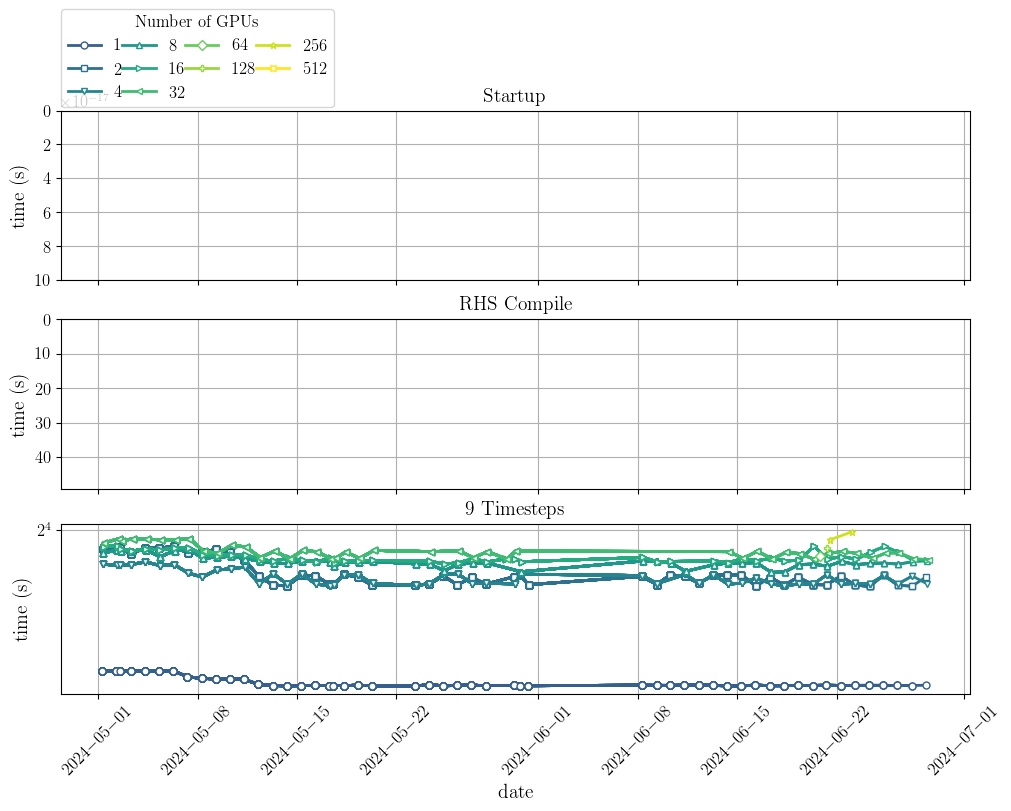 Number of GPUs
1 8 64 256
2 16 128 512
4 32
×10⁻¹⁷
Startup
0
2
4
6
8
10
time (s)
RHS Compile
0
10
20
30
40
time (s)
9 Timesteps
2⁴
time (s)
2024−05−01 2024−05−08 2024−05−15 2024−05−22 2024−06−01 2024−06−08 2024−06−15 2024−06−22 2024−07−01
date